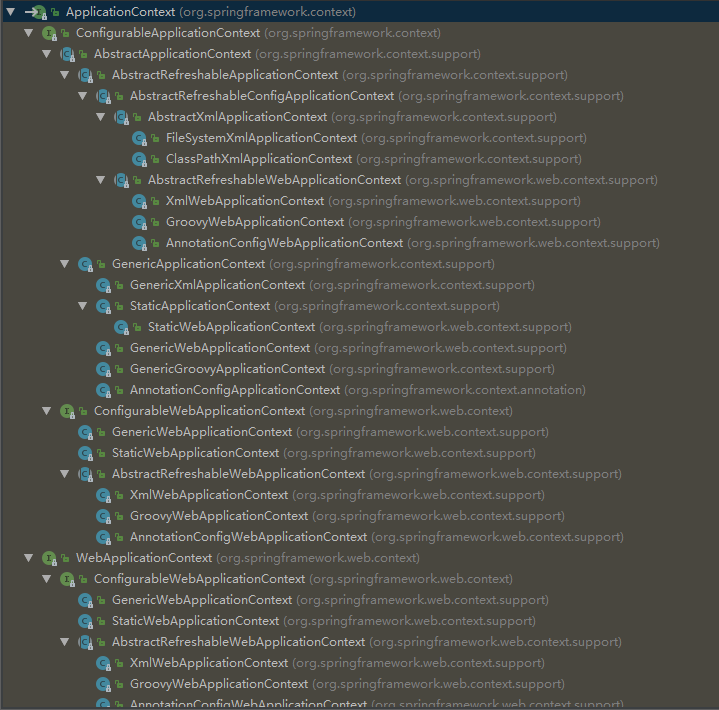 ApplicationContext (org.springframework.context)
ConfigurableApplicationContext (org.springframework.context)
AbstractApplicationContext (org.springframework.context.support)
AbstractRefreshableApplicationContext (org.springframework.context.support)
AbstractRefreshableConfigApplicationContext (org.springframework.context.support)
AbstractXmlApplicationContext (org.springframework.context.support)
FileSystemXmlApplicationContext (org.springframework.context.support)
ClassPathXmlApplicationContext (org.springframework.context.support)
AbstractRefreshableWebApplicationContext (org.springframework.web.context.support)
XmlWebApplicationContext (org.springframework.web.context.support)
GroovyWebApplicationContext (org.springframework.web.context.support)
AnnotationConfigWebApplicationContext (org.springframework.web.context.support)
GenericApplicationContext (org.springframework.context.support)
GenericXmlApplicationContext (org.springframework.context.support)
StaticApplicationContext (org.springframework.context.support)
StaticWebApplicationContext (org.springframework.web.context.support)
GenericWebApplicationContext (org.springframework.web.context.support)
GenericGroovyApplicationContext (org.springframework.context.support)
AnnotationConfigApplicationContext (org.springframework.context.annotation)
ConfigurableWebApplicationContext (org.springframework.web.context)
GenericWebApplicationContext (org.springframework.web.context.support)
StaticWebApplicationContext (org.springframework.web.context.support)
AbstractRefreshableWebApplicationContext (org.springframework.web.context.support)
XmlWebApplicationContext (org.springframework.web.context.support)
GroovyWebApplicationContext (org.springframework.web.context.support)
AnnotationConfigWebApplicationContext (org.springframework.web.context.support)
WebApplicationContext (org.springframework.web.context)
ConfigurableWebApplicationContext (org.springframework.web.context)
GenericWebApplicationContext (org.springframework.web.context.support)
StaticWebApplicationContext (org.springframework.web.context.support)
AbstractRefreshableWebApplicationContext (org.springframework.web.context.support)
XmlWebApplicationContext (org.springframework.web.context.support)
GroovyWebApplicationContext (org.springframework.web.context.support)
AnnotationConfigWebApplicationContext (org.springframework.web.context.support)